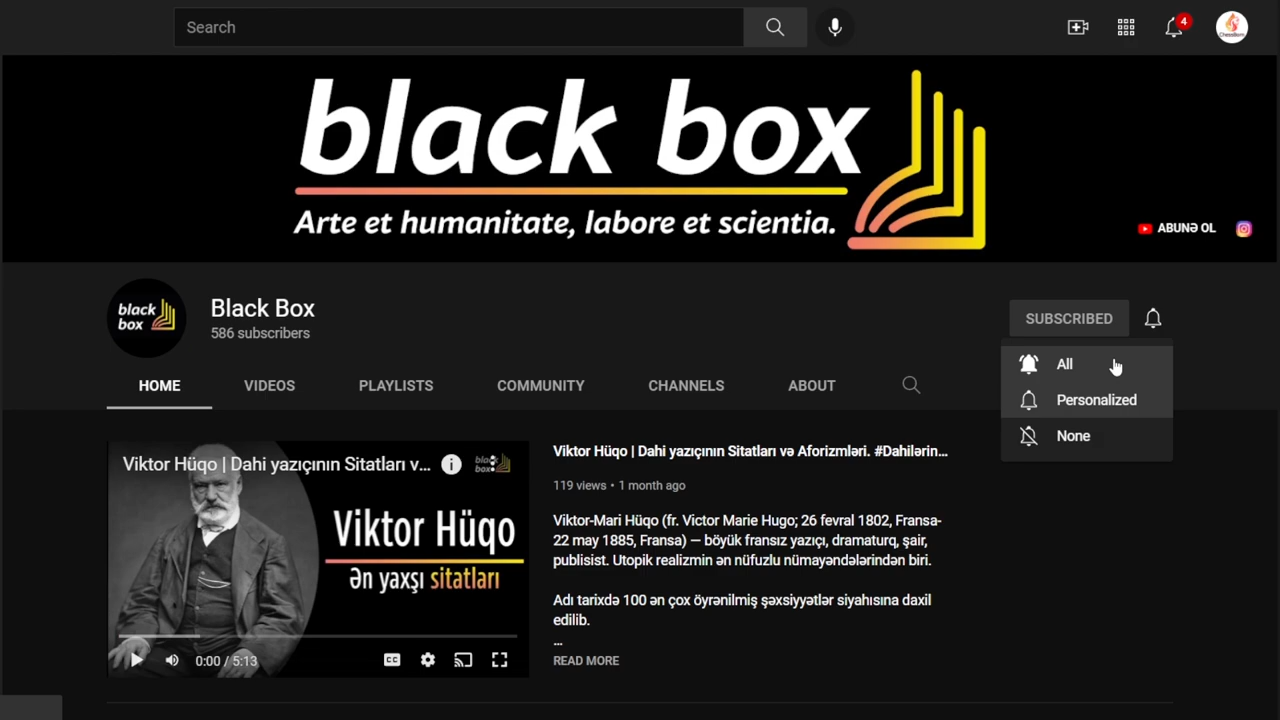 Search
4
black box
Arte et humanitate, labore et scientia.
ABUNƏ OL
black
box
Black Box
586 subscribers
SUBSCRIBED
All
Personalized
None
HOME
VIDEOS
PLAYLISTS
COMMUNITY
CHANNELS
ABOUT
Viktor Hüqo | Dahi yazıçının Sitatları v...
black
box
Viktor Hüqo
Ən yaxşı sitatları
0:00 / 5:13
CC
Viktor Hüqo | Dahi yazıçının Sitatları və Aforizmləri. #Dahilərin...
119 views • 1 month ago
Viktor-Mari Hüqo (fr. Victor Marie Hugo; 26 fevral 1802, Fransa-
22 may 1885, Fransa) — böyük fransız yazıçı, dramaturq, şair,
publisist. Utopik realizmin ən nüfuzlu nümayəndələrindən biri.
Adı tarixdə 100 ən çox öyrənilmiş şəxsiyyətlər siyahısına daxil
edilib.
...
READ MORE